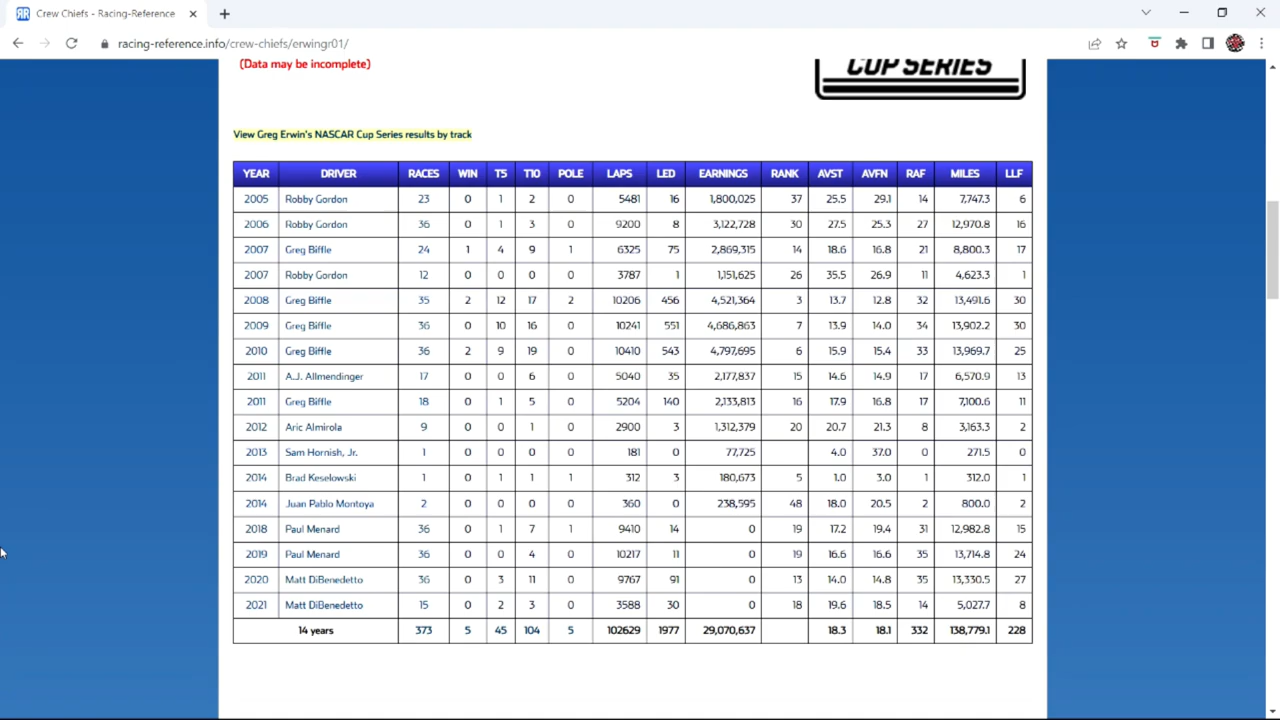 Crew Chiefs - Racing-Reference
racing-reference.info/crew-chiefs/erwingr01/
(Data may be incomplete)
CUP SERIES
View Greg Erwin's NASCAR Cup Series results by track
YEAR DRIVER RACES WIN T5 T10 POLE LAPS LED EARNINGS RANK AVST AVFN RAF MILES LLF
2005 Robby Gordon 23 0 1 2 0 5481 16 1,800,025 37 25.5 29.1 14 7,747.3 6
2006 Robby Gordon 36 0 1 3 0 9200 8 3,122,728 30 27.5 25.3 27 12,970.8 16
2007 Greg Biffle 24 1 4 9 1 6325 75 2,869,315 14 18.6 16.8 21 8,800.3 17
2007 Robby Gordon 12 0 0 0 0 3787 1 1,151,625 26 35.5 26.9 11 4,623.3 1
2008 Greg Biffle 35 2 12 17 2 10206 456 4,521,364 3 13.7 12.8 32 13,491.6 30
2009 Greg Biffle 36 0 10 16 0 10241 551 4,686,863 7 13.9 14.0 34 13,902.2 30
2010 Greg Biffle 36 2 9 19 0 10410 543 4,797,695 6 15.9 15.4 33 13,969.7 25
2011 A.J. Allmendinger 17 0 0 6 0 5040 35 2,177,837 15 14.6 14.9 17 6,570.9 13
2011 Greg Biffle 18 0 1 5 0 5204 140 2,133,813 16 17.9 16.8 17 7,100.6 11
2012 Aric Almirola 9 0 0 1 0 2900 3 1,312,379 20 20.7 21.3 8 3,163.3 2
2013 Sam Hornish, Jr. 1 0 0 0 0 181 0 77,725 4.0 37.0 0 271.5 0
2014 Brad Keselowski 1 0 1 1 1 312 3 180,673 5 1.0 3.0 1 312.0 1
2014 Juan Pablo Montoya 2 0 0 0 0 360 0 238,595 48 18.0 20.5 2 800.0 2
2018 Paul Menard 36 0 1 7 1 9410 14 0 19 17.2 19.4 31 12,982.8 15
2019 Paul Menard 36 0 0 4 0 10217 11 0 19 16.6 16.6 35 13,714.8 24
2020 Matt DiBenedetto 36 0 3 11 0 9767 91 0 13 14.0 14.8 35 13,330.5 27
2021 Matt DiBenedetto 15 0 2 3 0 3588 30 0 18 19.6 18.5 14 5,027.7 8
14 years 373 5 45 104 5 102629 1977 29,070,637 18.3 18.1 332 138,779.1 228